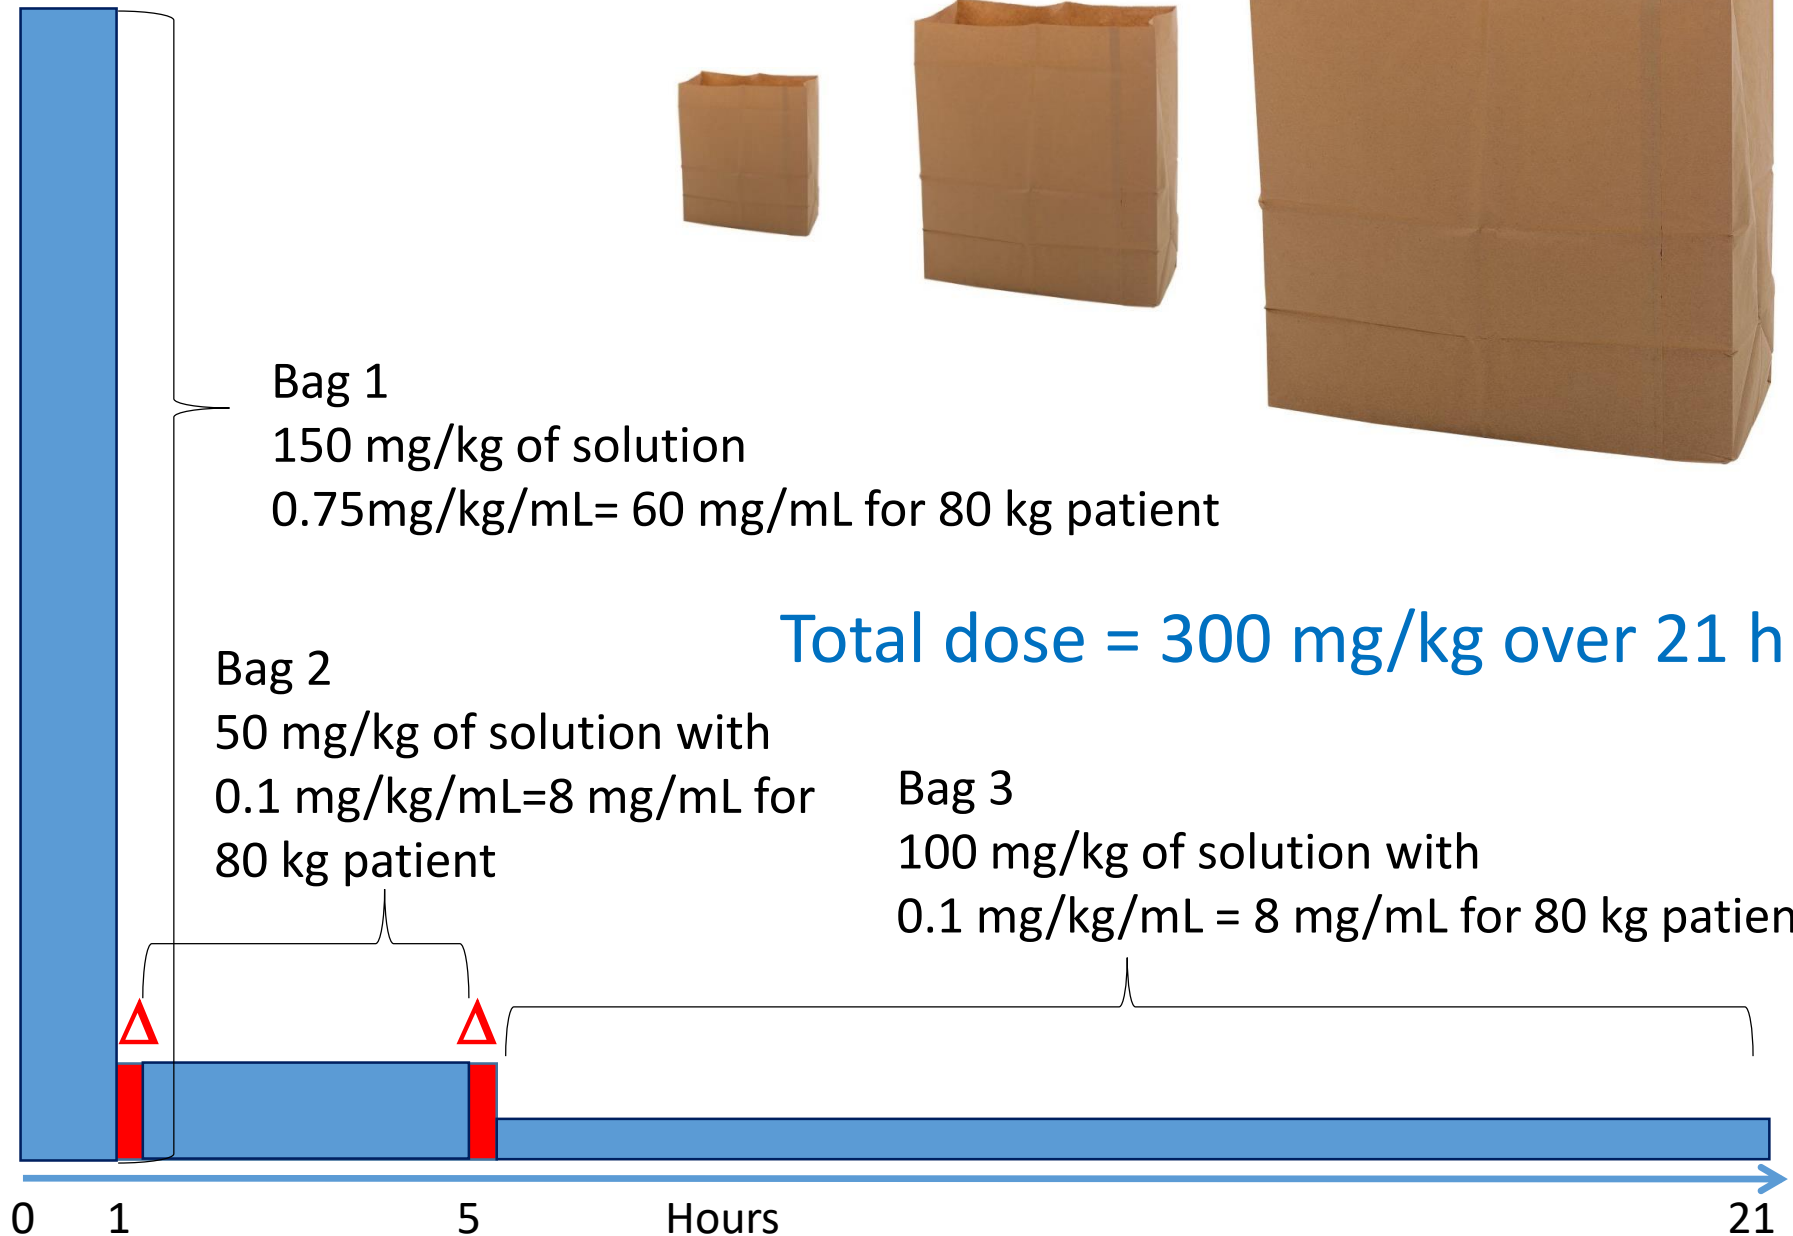 Bag 1
150 mg/kg of solution
0.75mg/kg/mL= 60 mg/mL for 80 kg patient
Total dose = 300 mg/kg over 21 h
Bag 2
50 mg/kg of solution with
0.1 mg/kg/mL=8 mg/mL for
80 kg patient
Bag 3
100 mg/kg of solution with
0.1 mg/kg/mL = 8 mg/mL for 80 kg patien
Δ Δ
0 1 5 Hours 21